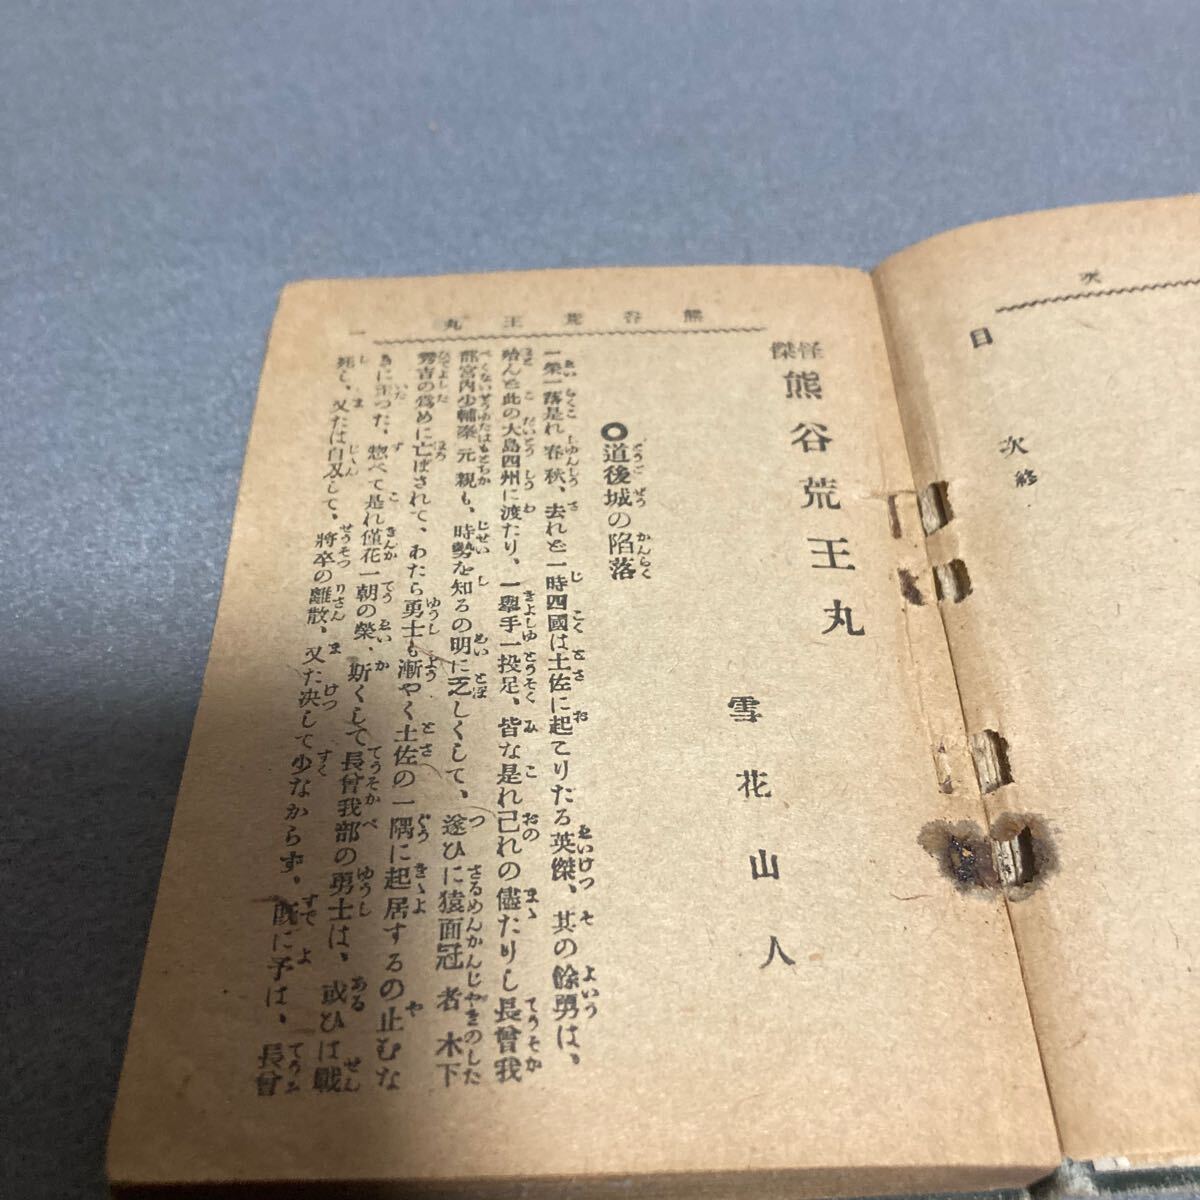 次
目次終
熊谷荒王丸
一
怪傑 熊谷荒王丸
雪花山人
◯道後城の陥落
一榮一落是れ春秋、去れど一時四國は土佐に起こりたる英傑、其の餘勇は、
殆んど此の大島四州に渡たり、一擧手一投足、皆な是れ己れの儘たりし長曾我
部宮内少輔秦元親も、時勢を知るの明に乏しくして、遂ひに猿面冠者木下
秀吉の爲めに亡ぼされて、あたら勇士も漸やく土佐の一隅に起居するの止むな
きに至つた、惣べて是れ僅花一朝の榮、斯くして長曾我部の勇士は、或ひは戰
死し、又たは自刄して、將卒の離散、又た決して少なからず、既に予は、長曾